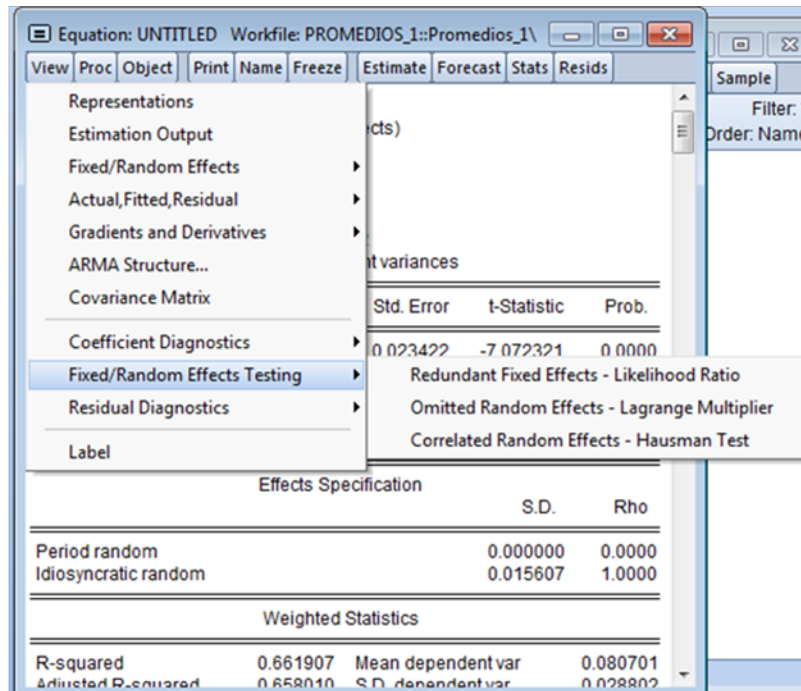 Equation: UNTITLED Workfile: PROMEDIOS_1::Promedios_1\
View Proc Object Print Name Freeze Estimate Forecast Stats Resids
Sample
Filter:
Order: Name
Representations
Estimation Output
Fixed/Random Effects
Actual,Fitted,Residual
Gradients and Derivatives
ARMA Structure...
Covariance Matrix
Coefficient Diagnostics
Fixed/Random Effects Testing
Residual Diagnostics
Label
Redundant Fixed Effects - Likelihood Ratio
Omitted Random Effects - Lagrange Multiplier
Correlated Random Effects - Hausman Test
ects)
nt variances
Std. Error t-Statistic Prob.
0.023422 -7.072321 0.0000
Effects Specification
S.D. Rho
Period random 0.000000 0.0000
Idiosyncratic random 0.015607 1.0000
Weighted Statistics
R-squared 0.661907 Mean dependent var 0.080701
Adjusted R-squared 0.658010 S.D. dependent var 0.028802